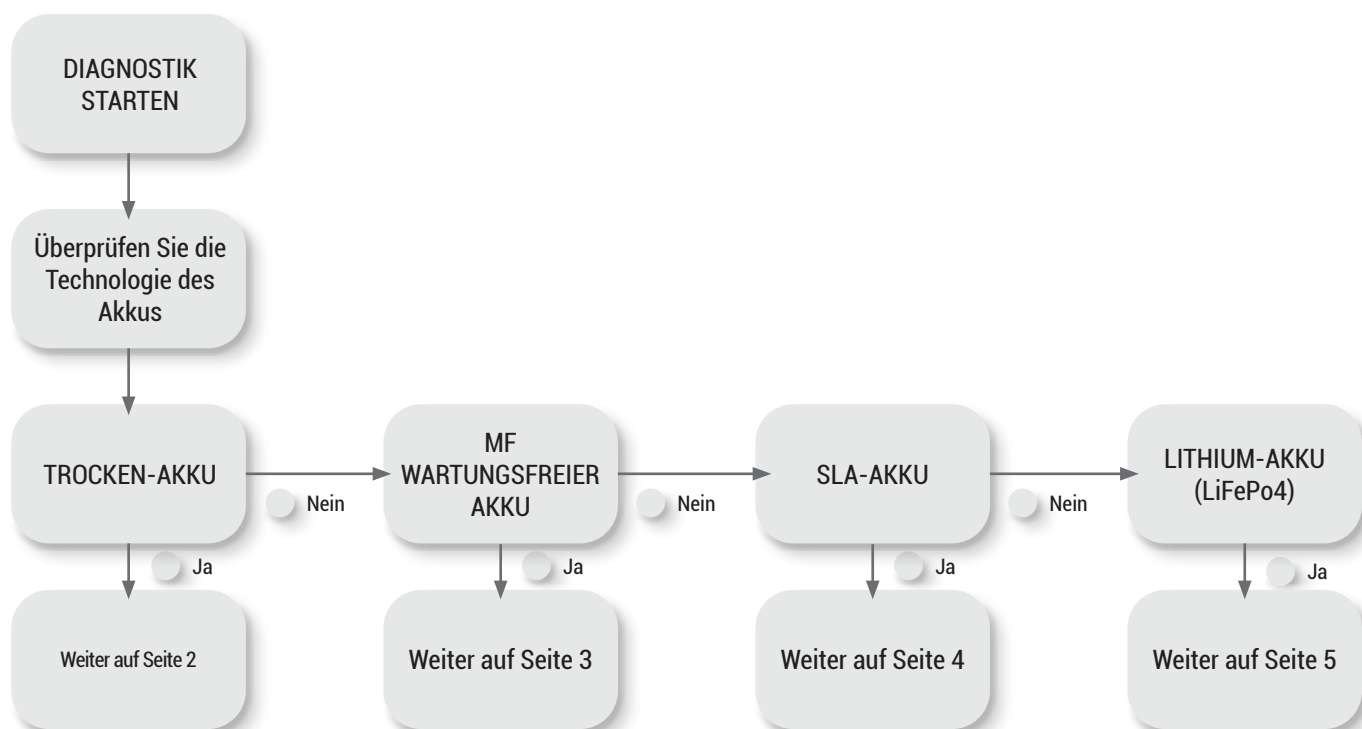 DIAGNOSTIK
STARTEN
Überprüfen Sie die
Technologie des
Akkus
TROCKEN-AKKU
Nein
MF
WARTUNGSFREIER
AKKU
Nein
SLA-AKKU
Nein
LITHIUM-AKKU
(LiFePo4)
Ja
Ja
Ja
Ja
Weiter auf Seite 2
Weiter auf Seite 3
Weiter auf Seite 4
Weiter auf Seite 5